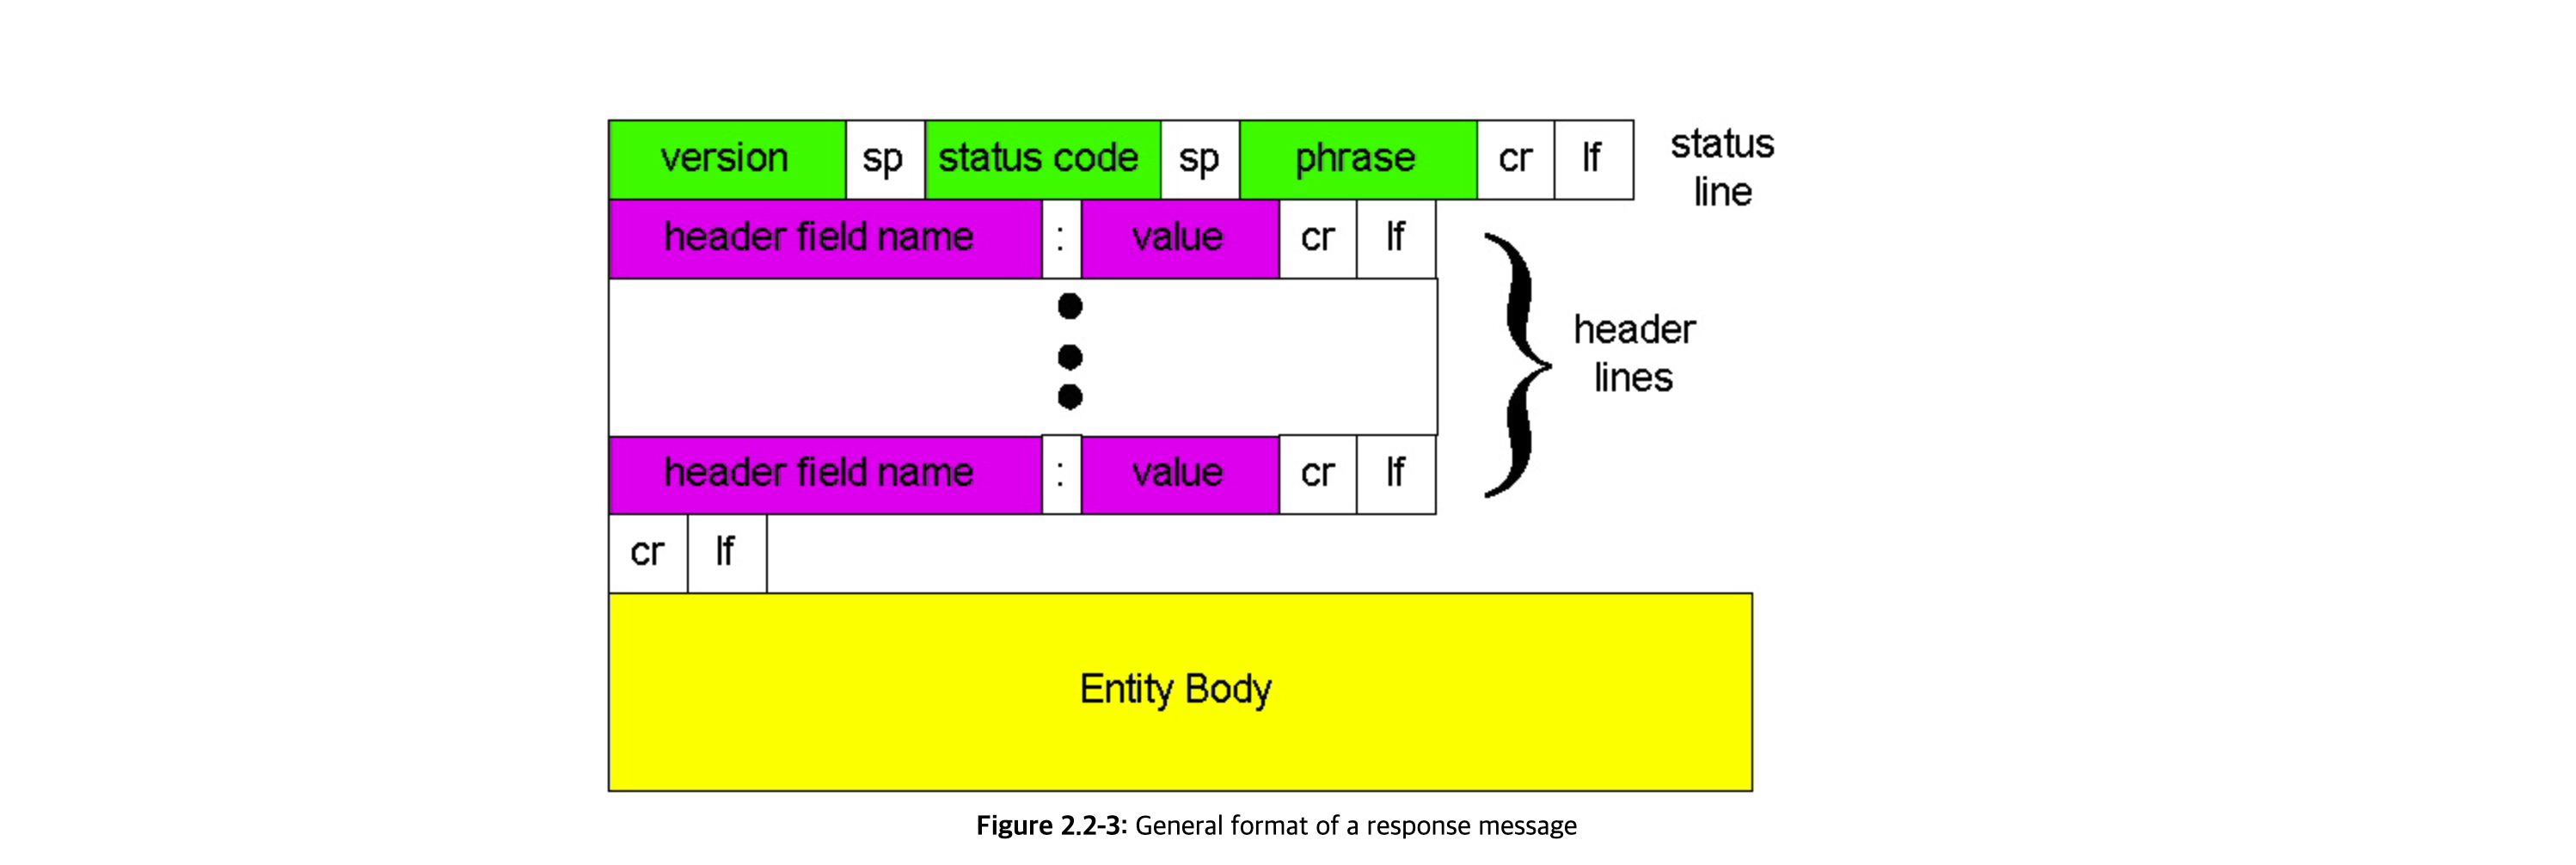 version sp status code sp phrase cr lf
status
line
header field name : value cr lf
header
lines
header field name : value cr lf
cr lf
Entity Body
Figure 2.2-3: General format of a response message